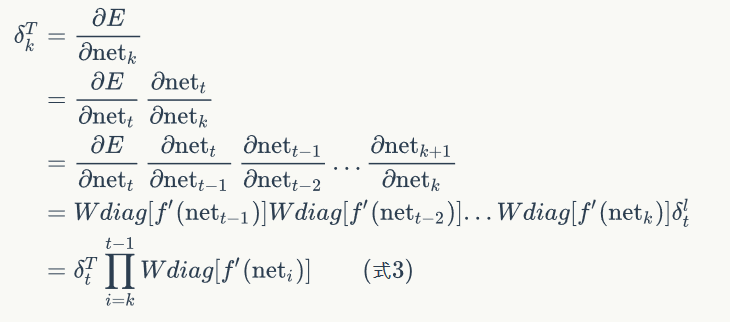 δ_k^T = ∂E/∂net_k
= ∂E/∂net_t ∂net_t/∂net_k
= ∂E/∂net_t ∂net_t/∂net_{t−1} ∂net_{t−1}/∂net_{t−2} … ∂net_{k+1}/∂net_k
= Wdiag[f′(net_{t−1})]Wdiag[f′(net_{t−2})]…Wdiag[f′(net_k)]δ_t^l
= δ_t^T ∏_{i=k}^{t−1} Wdiag[f′(net_i)] (式3)